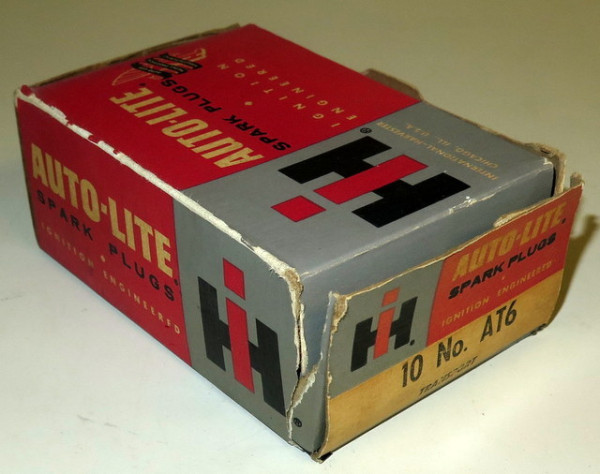 AUTO-LITE
SPARK PLUGS®
IGNITION
ENGINEERED
IH®
INTERNATIONAL HARVESTER
CHICAGO, ILL. U.S.A.
AUTO-LITE®
SPARK PLUGS
IGNITION ENGINEERED
IH®
AUTO-LITE®
SPARK PLUGS
IGNITION ENGINEERED
IH®
10 No. AT6
TRANSPORT